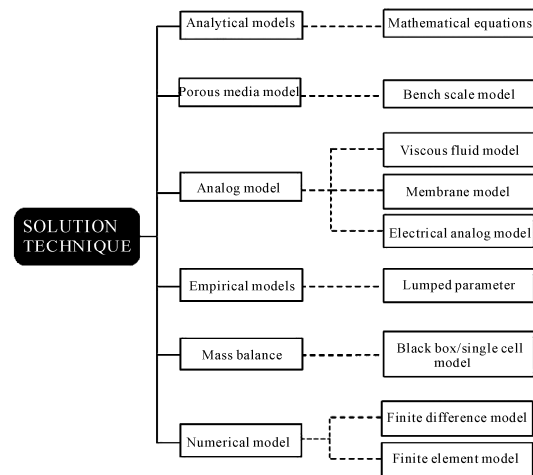 SOLUTION
TECHNIQUE
Analytical models
Mathematical equations
Porous media model
Bench scale model
Analog model
Viscous fluid model
Membrane model
Electrical analog model
Empirical models
Lumped parameter
Mass balance
Black box/single cell
model
Numerical model
Finite difference model
Finite element model